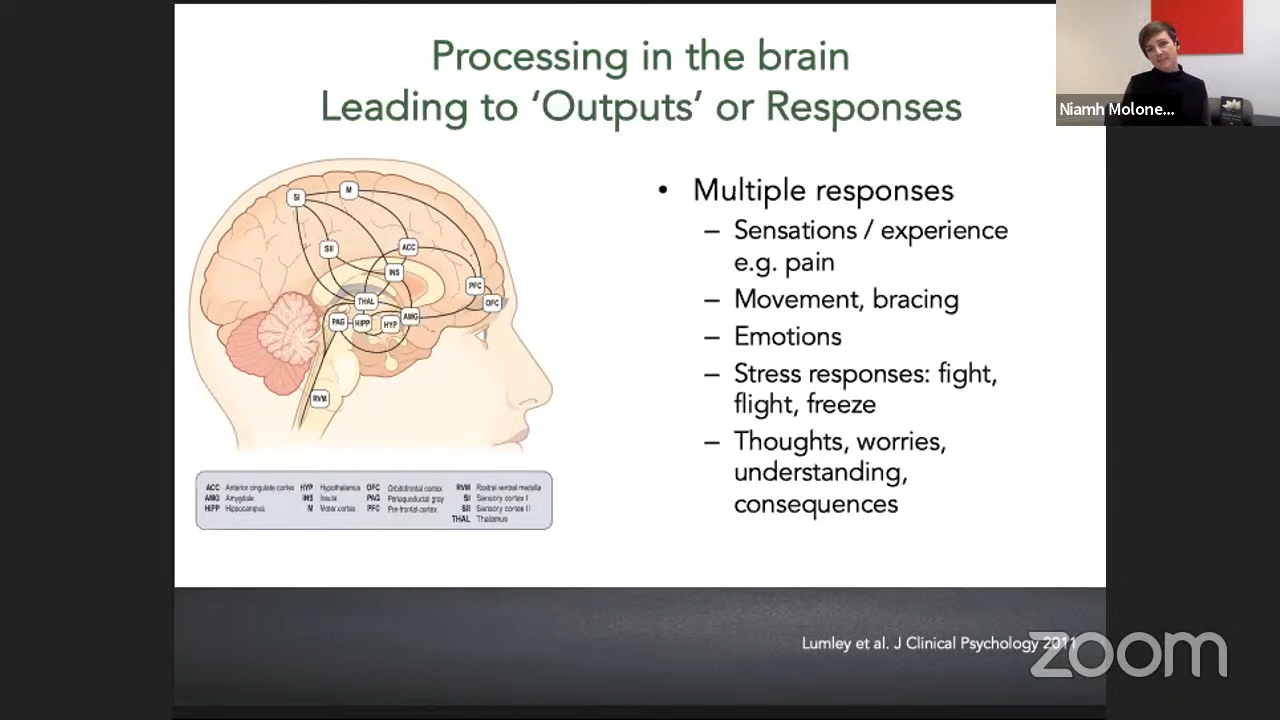 Processing in the brain
Leading to ‘Outputs’ or Responses
Niamh Molone...
• Multiple responses
– Sensations / experience
e.g. pain
– Movement, bracing
– Emotions
– Stress responses: fight,
flight, freeze
– Thoughts, worries,
understanding,
consequences
SI
M
SII
ACC
INS
PFC
OFC
THAL
AMG
PAG
HIPP
HYP
RVM
ACC Anterior cingulate cortex HYP Hypothalamus OFC Orbitofrontal cortex RVM Rostral ventral medulla
AMG Amygdala INS Insula PAG Periaqueductal gray SI Sensory cortex I
HIPP Hippocampus M Motor cortex PFC Pre-frontal cortex SII Sensory cortex II
THAL Thalamus
Lumley et al. J Clinical Psychology 2011
zoom